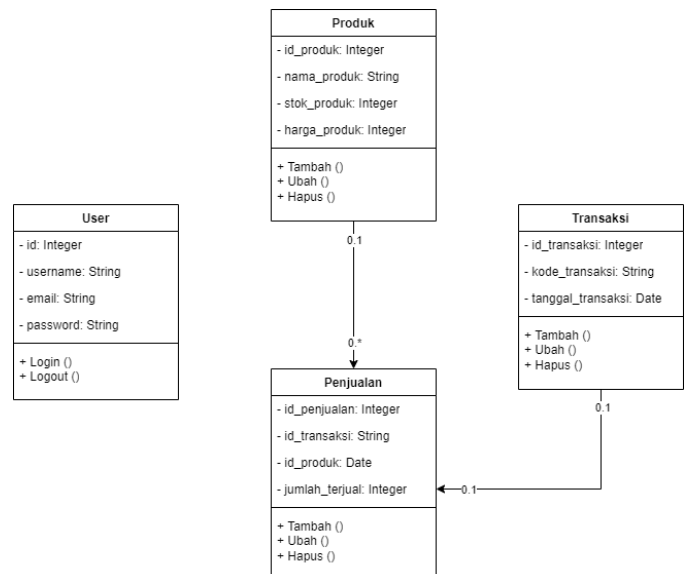 Produk
- id_produk: Integer
- nama_produk: String
- stok_produk: Integer
- harga_produk: Integer
+ Tambah ()
+ Ubah ()
+ Hapus ()
0.1
0.*
User
- id: Integer
- username: String
- email: String
- password: String
+ Login ()
+ Logout ()
Transaksi
- id_transaksi: Integer
- kode_transaksi: String
- tanggal_transaksi: Date
+ Tambah ()
+ Ubah ()
+ Hapus ()
0.1
0.1
Penjualan
- id_penjualan: Integer
- id_transaksi: String
- id_produk: Date
- jumlah_terjual: Integer
+ Tambah ()
+ Ubah ()
+ Hapus ()